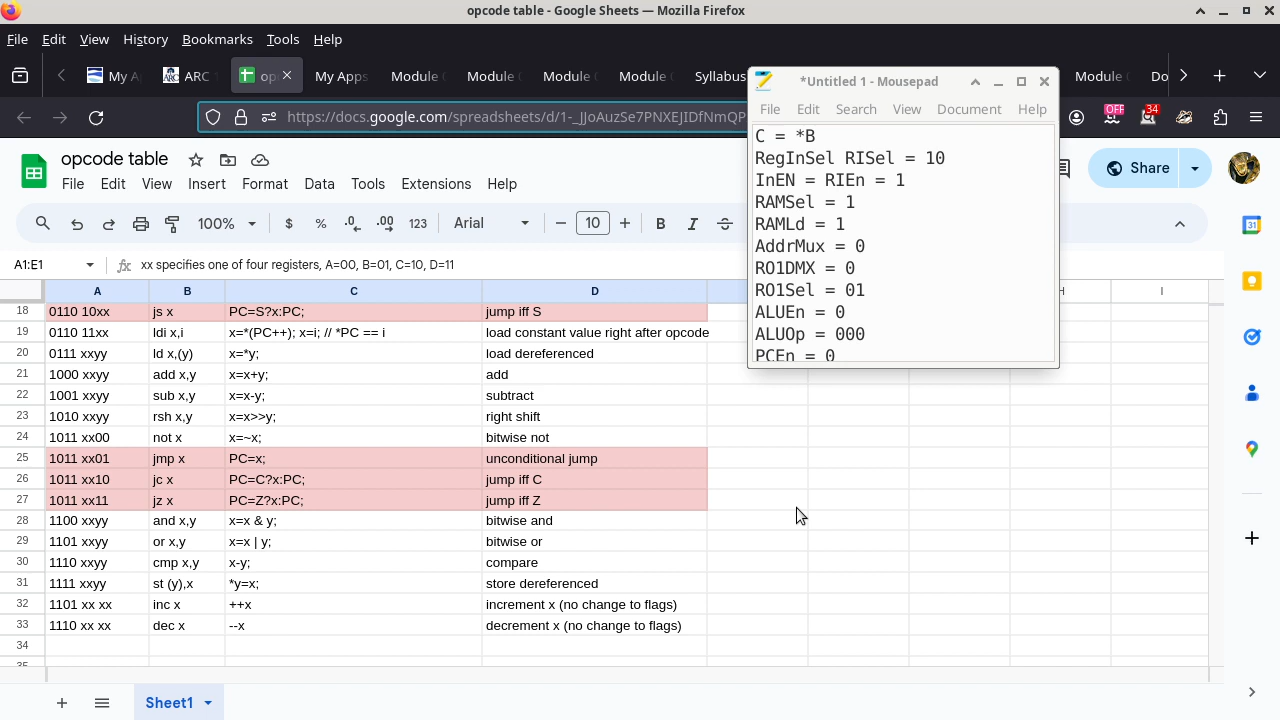 opcode table - Google Sheets — Mozilla Firefox
File Edit View History Bookmarks Tools Help
My A ARC op My Apps Module Module Module Module Syllabus Module Do
https://docs.google.com/spreadsheets/d/1-_JJoAuzSe7PNXEJIDfNmQP
OFF 34
opcode table
File Edit View Insert Format Data Tools Extensions Help
Share
100% $ % .0 .00 123 Arial 10 B I S
A1:E1 fx xx specifies one of four registers, A=00, B=01, C=10, D=11
*Untitled 1 - Mousepad
File Edit Search View Document Help
C = *B
RegInSel RISel = 10
InEN = RIEn = 1
RAMSel = 1
RAMLd = 1
AddrMux = 0
RO1DMX = 0
RO1Sel = 01
ALUEn = 0
ALUOp = 000
PCEn = 0
A B C D H I
18 0110 10xx js x PC=S?x:PC; jump iff S
19 0110 11xx ldi x,i x=*(PC++); x=i; // *PC == i load constant value right after opcode
20 0111 xxyy ld x,(y) x=*y; load dereferenced
21 1000 xxyy add x,y x=x+y; add
22 1001 xxyy sub x,y x=x-y; subtract
23 1010 xxyy rsh x,y x=x>>y; right shift
24 1011 xx00 not x x=~x; bitwise not
25 1011 xx01 jmp x PC=x; unconditional jump
26 1011 xx10 jc x PC=C?x:PC; jump iff C
27 1011 xx11 jz x PC=Z?x:PC; jump iff Z
28 1100 xxyy and x,y x=x & y; bitwise and
29 1101 xxyy or x,y x=x | y; bitwise or
30 1110 xxyy cmp x,y x-y; compare
31 1111 xxyy st (y),x *y=x; store dereferenced
32 1101 xx xx inc x ++x increment x (no change to flags)
33 1110 xx xx dec x --x decrement x (no change to flags)
34
35
Sheet1
31